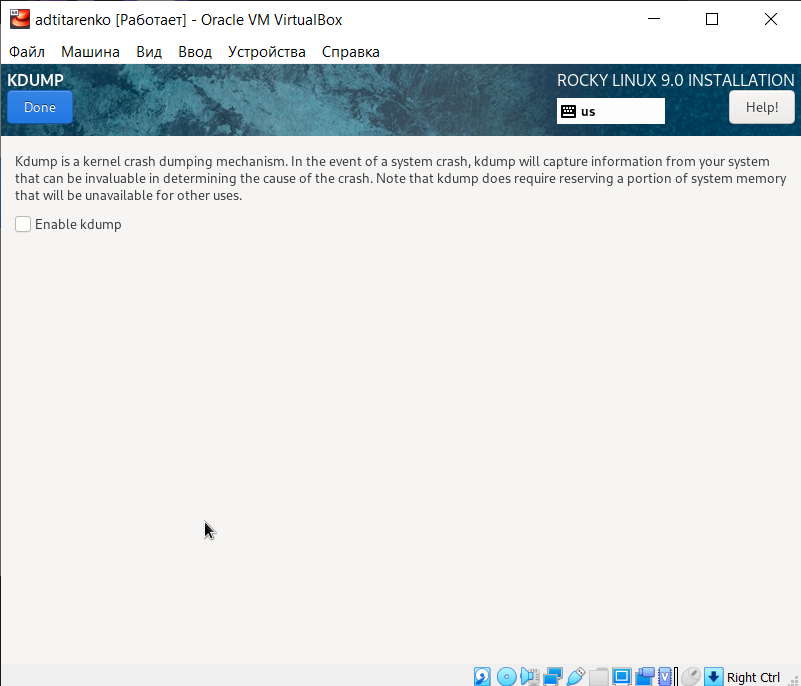 adtitarenko [Работает] - Oracle VM VirtualBox
Файл Машина Вид Ввод Устройства Справка
KDUMP
ROCKY LINUX 9.0 INSTALLATION
Done
us
Help!
Kdump is a kernel crash dumping mechanism. In the event of a system crash, kdump will capture information from your system
that can be invaluable in determining the cause of the crash. Note that kdump does require reserving a portion of system memory
that will be unavailable for other uses.
Enable kdump
Right Ctrl